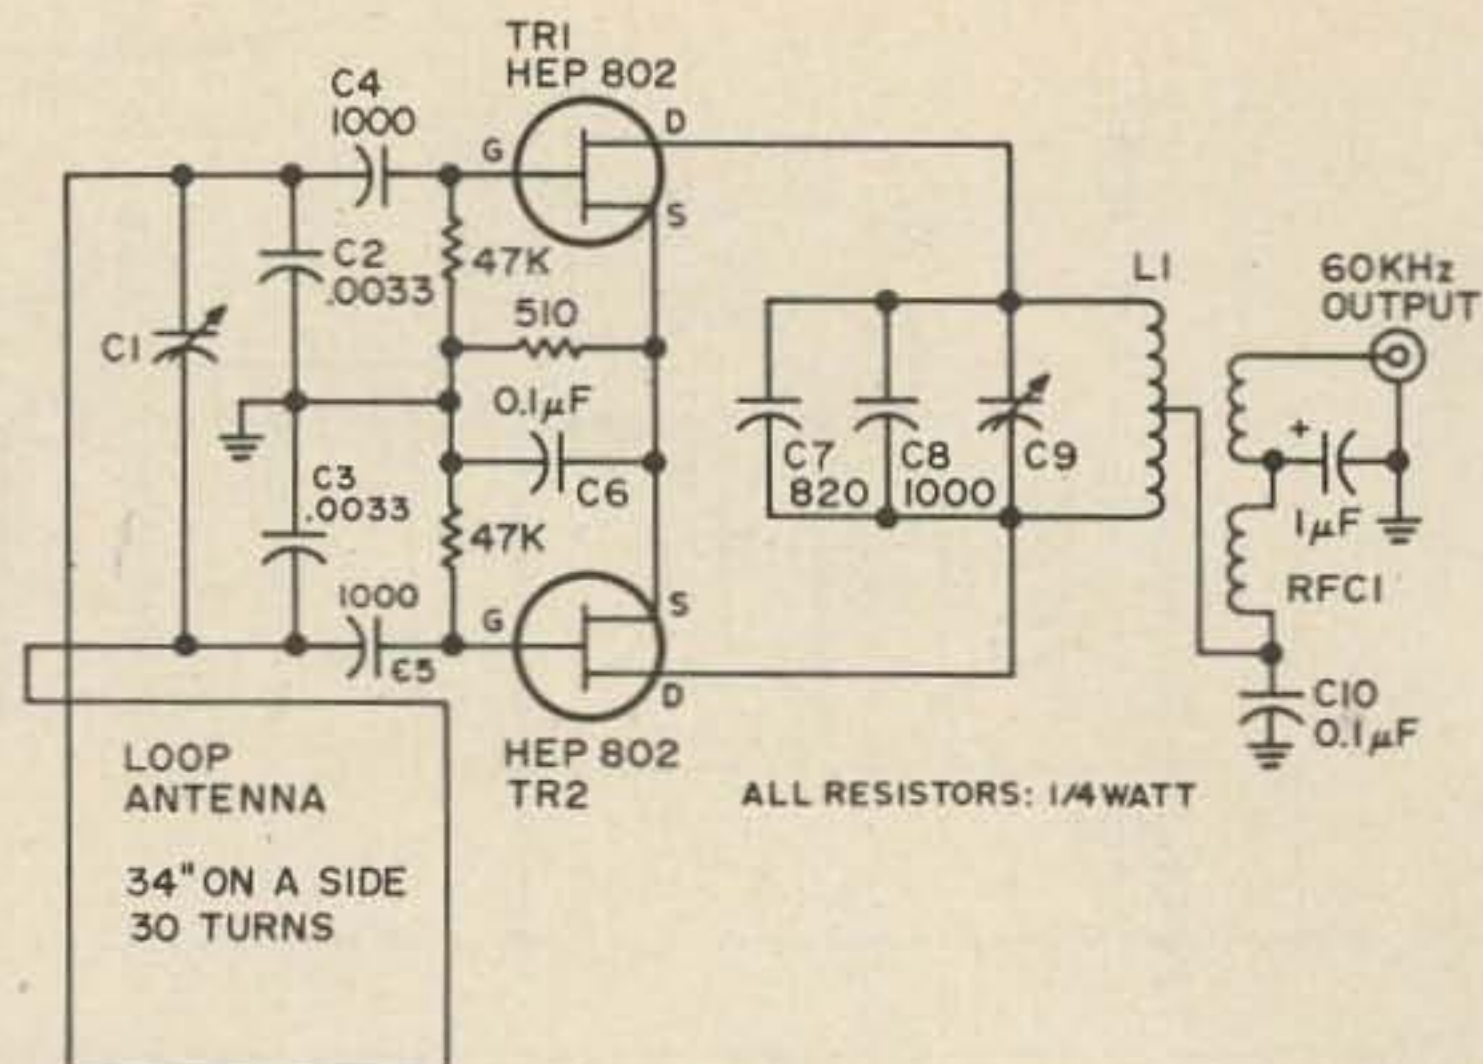 TR1
HEP 802
C4
1000
G
D
S
C2
.0033
47K
C1
510
0.1µF
C6
C3
.0033
47K
1000
C5
G
S
D
HEP 802
TR2
L1
60KHz
OUTPUT
C7
820
C8
1000
C9
+
1µF
RFC1
C10
0.1µF
LOOP
ANTENNA
34" ON A SIDE
30 TURNS
ALL RESISTORS: 1/4 WATT